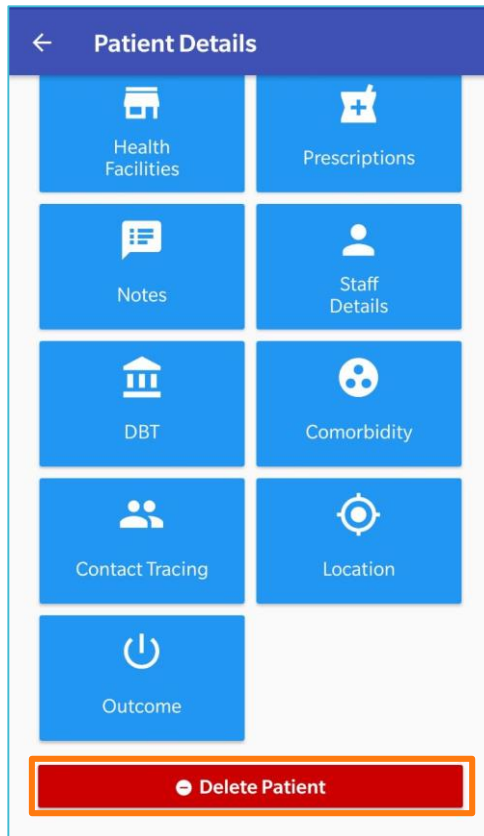 Patient Details
Health
Facilities
Prescriptions
Notes
Staff
Details
DBT
Comorbidity
Contact Tracing
Location
Outcome
Delete Patient